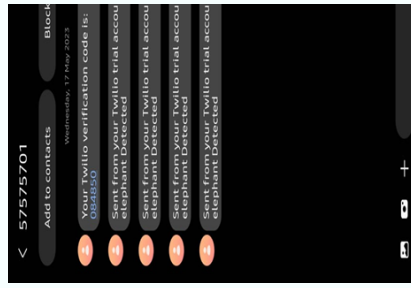 < 57575701
Add to contacts
Block
Wednesday, 17 May 2023
Your Twilio verification code is:
084850
Sent from your Twilio trial accou
elephant Detected
Sent from your Twilio trial accou
elephant Detected
Sent from your Twilio trial accou
elephant Detected
Sent from your Twilio trial accou
elephant Detected